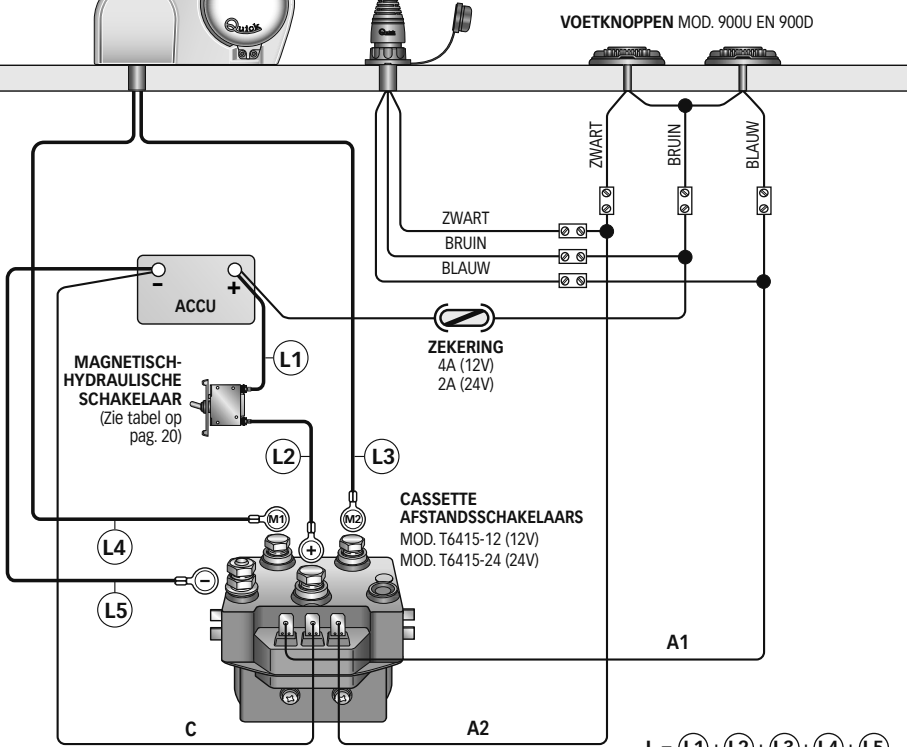 Quick
Quick
VOETKNOPPEN MOD. 900U EN 900D
ZWART
BRUIN
BLAUW
ZWART
BRUIN
BLAUW
- +
ACCU
L1
ZEKERING
4A (12V)
2A (24V)
MAGNETISCH-
HYDRAULISCHE
SCHAKELAAR
(Zie tabel op
pag. 20)
L2
L3
CASSETTE
AFSTANDSSCHAKELAARS
MOD. T6415-12 (12V)
MOD. T6415-24 (24V)
M1
M2
+
L4
-
L5
A1
C
A2
L = L1 + L2 + L3 + L4 + L5